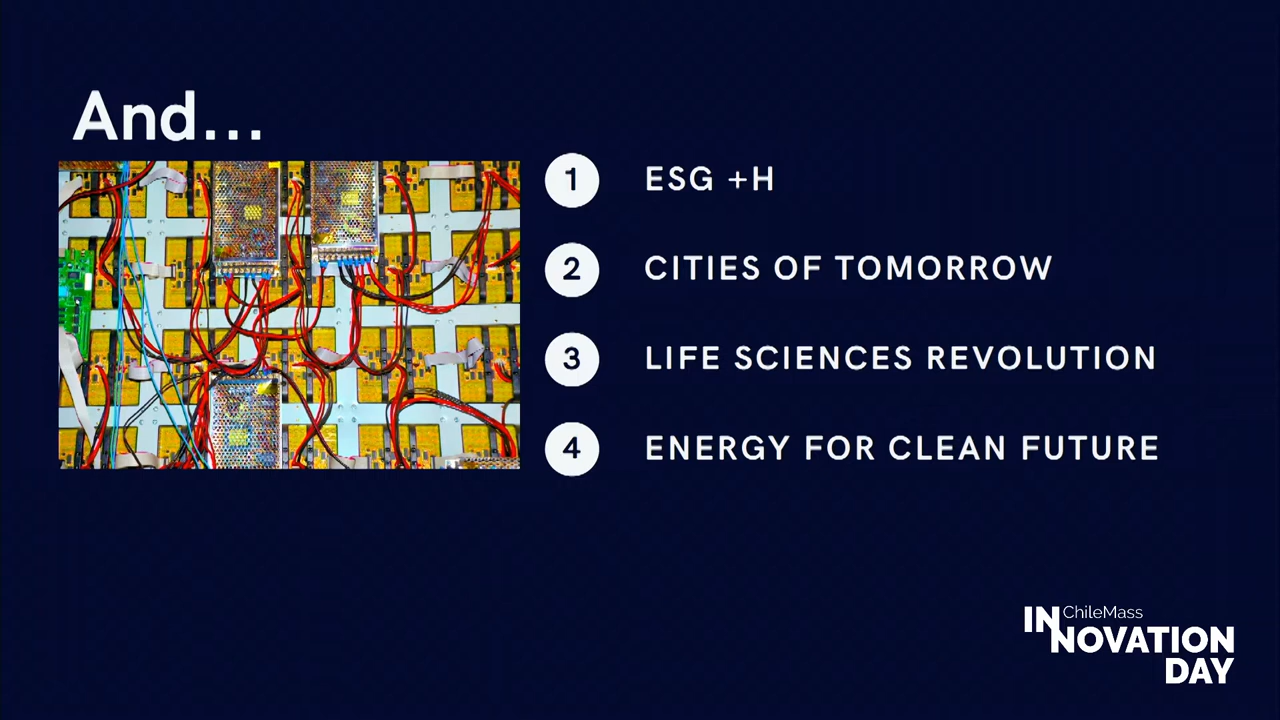 And...
1 ESG +H
2 CITIES OF TOMORROW
3 LIFE SCIENCES REVOLUTION
4 ENERGY FOR CLEAN FUTURE
ChileMass
INNOVATION
DAY